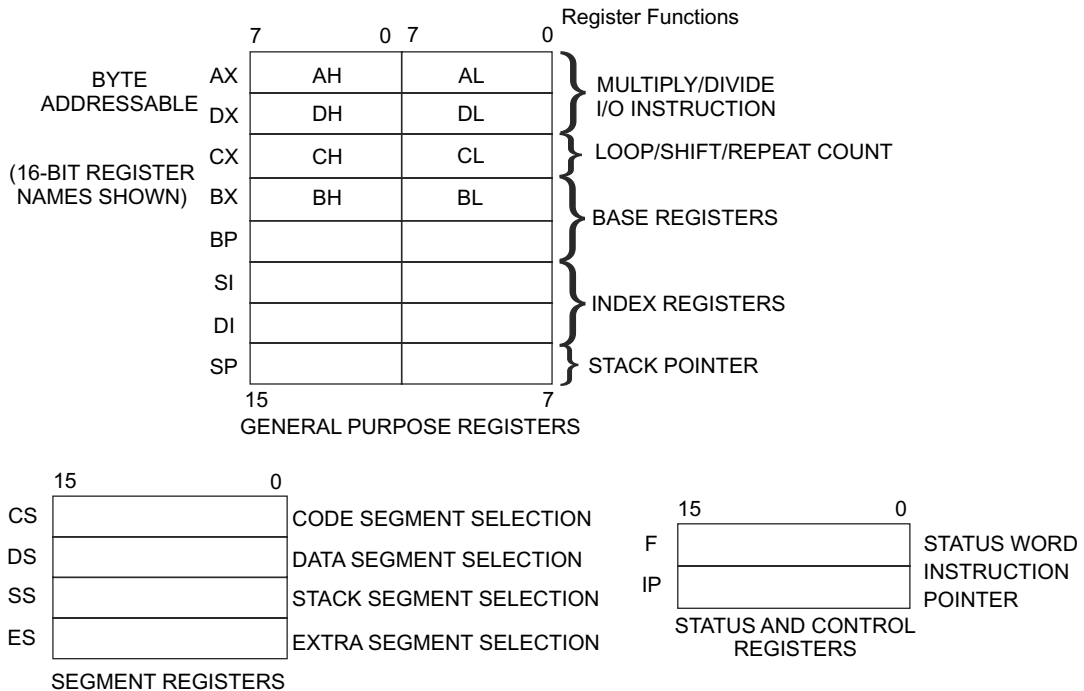 Register Functions
7 0 7 0
BYTE ADDRESSABLE
(16-BIT REGISTER NAMES SHOWN)
AX AH AL
DX DH DL
MULTIPLY/DIVIDE
I/O INSTRUCTION
CX CH CL
LOOP/SHIFT/REPEAT COUNT
BX BH BL
BP
BASE REGISTERS
SI
DI
INDEX REGISTERS
SP
STACK POINTER
15 7
GENERAL PURPOSE REGISTERS
15 0
CS CODE SEGMENT SELECTION
DS DATA SEGMENT SELECTION
SS STACK SEGMENT SELECTION
ES EXTRA SEGMENT SELECTION
SEGMENT REGISTERS
15 0
F STATUS WORD
IP INSTRUCTION
POINTER
STATUS AND CONTROL
REGISTERS